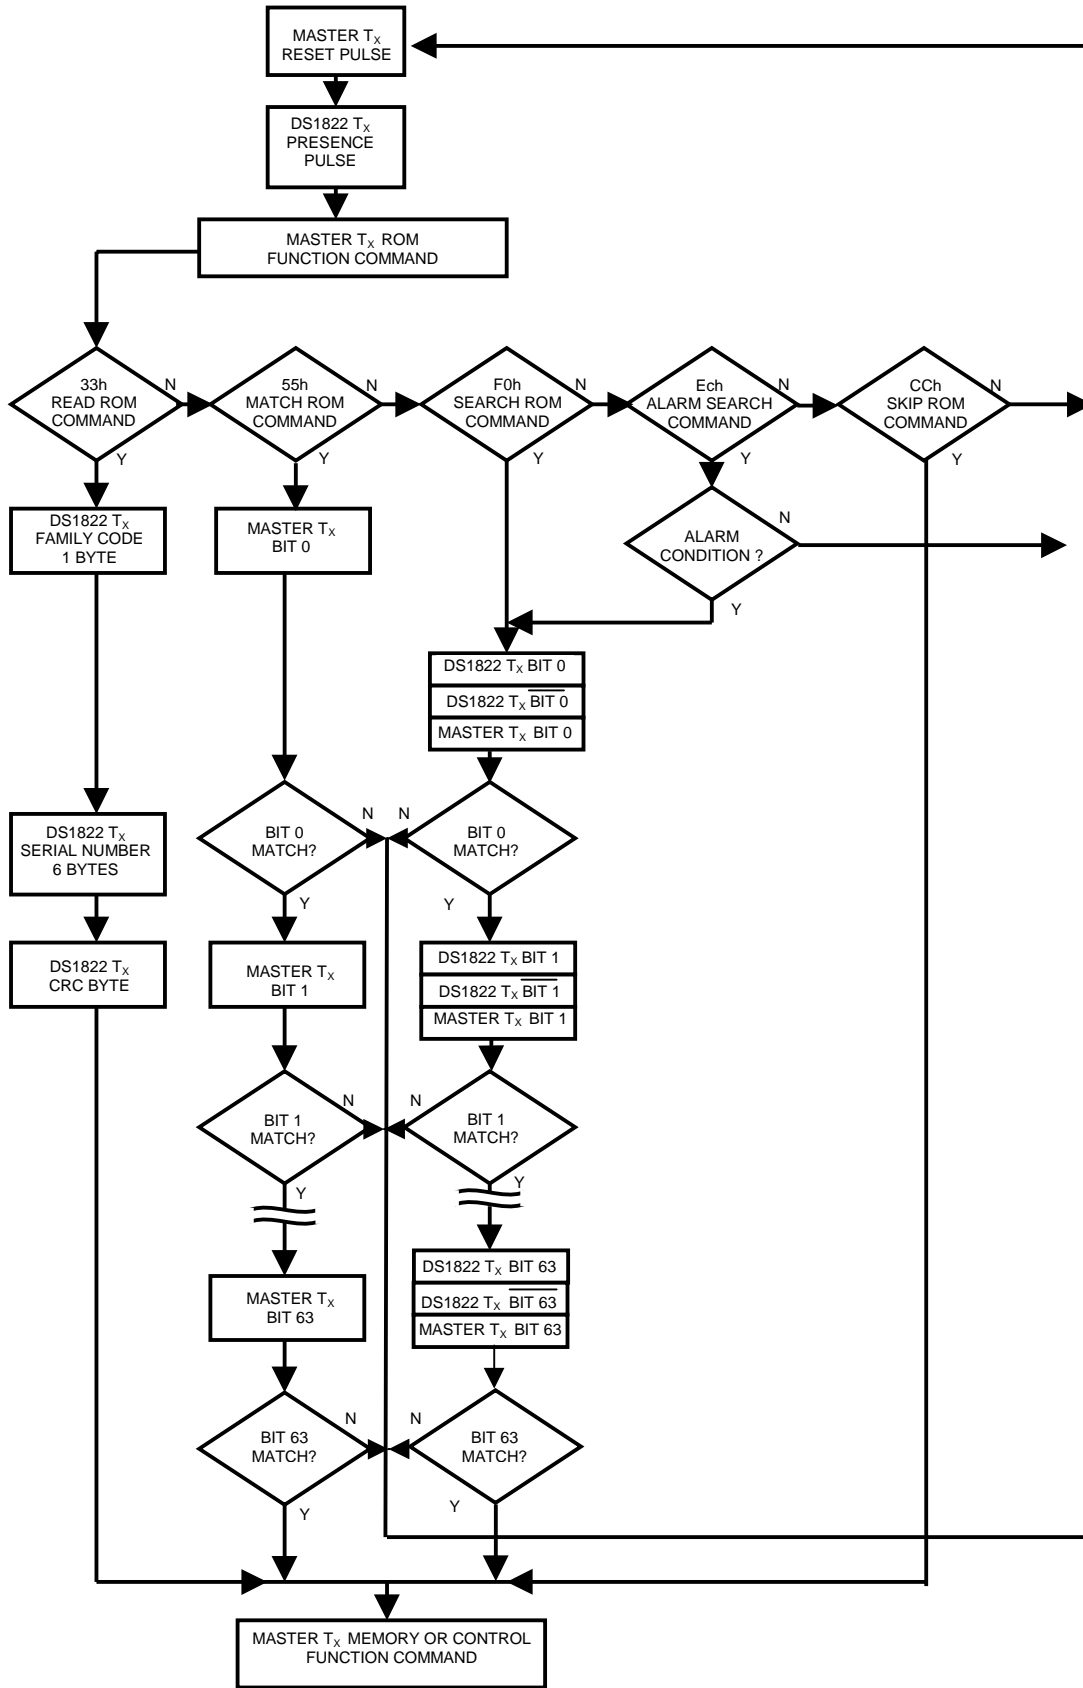 MASTER TX
RESET PULSE
DS1822 TX
PRESENCE
PULSE
MASTER TX ROM
FUNCTION COMMAND
33h
READ ROM
COMMAND
N
Y
55h
MATCH ROM
COMMAND
N
Y
F0h
SEARCH ROM
COMMAND
N
Y
Ech
ALARM SEARCH
COMMAND
N
Y
CCh
SKIP ROM
COMMAND
N
Y
DS1822 TX
FAMILY CODE
1 BYTE
MASTER TX
BIT 0
ALARM
CONDITION ?
N
Y
DS1822 TX BIT 0
DS1822 TX BIT 0
MASTER TX BIT 0
DS1822 TX
SERIAL NUMBER
6 BYTES
BIT 0
MATCH?
N
Y
BIT 0
MATCH?
N
Y
DS1822 TX
CRC BYTE
MASTER TX
BIT 1
DS1822 TX BIT 1
DS1822 TX BIT 1
MASTER TX BIT 1
BIT 1
MATCH?
N
Y
BIT 1
MATCH?
N
Y
MASTER TX
BIT 63
DS1822 TX BIT 63
DS1822 TX BIT 63
MASTER TX BIT 63
BIT 63
MATCH?
N
Y
BIT 63
MATCH?
N
Y
MASTER TX MEMORY OR CONTROL
FUNCTION COMMAND